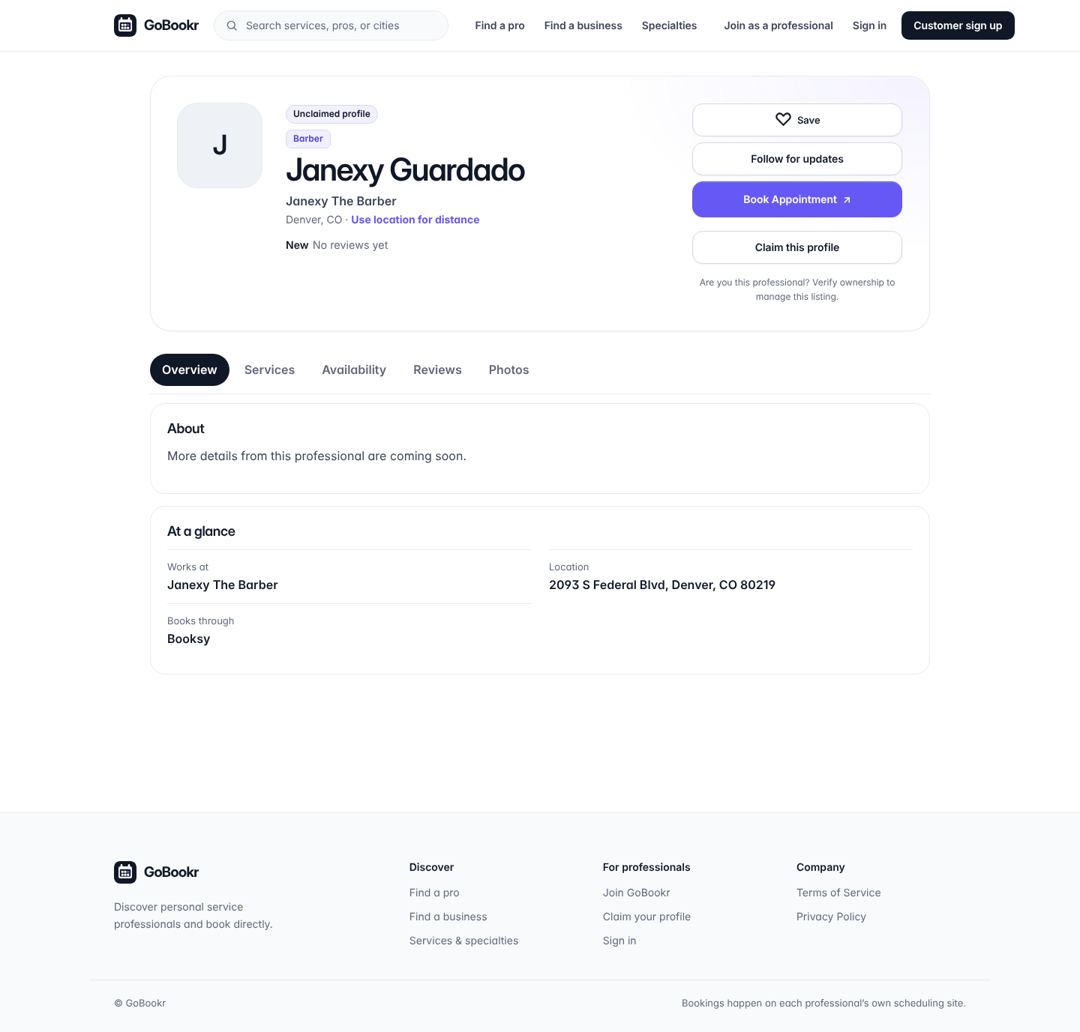 GoBookr
Search services, pros, or cities
Find a pro
Find a business
Specialties
Join as a professional
Sign in
Customer sign up
J
Unclaimed profile
Barber
Janexy Guardado
Janexy The Barber
Denver, CO · Use location for distance
New No reviews yet
Save
Follow for updates
Book Appointment
Claim this profile
Are you this professional? Verify ownership to
manage this listing.
Overview
Services
Availability
Reviews
Photos
About
More details from this professional are coming soon.
At a glance
Works at
Janexy The Barber
Location
2093 S Federal Blvd, Denver, CO 80219
Books through
Booksy
GoBookr
Discover personal service
professionals and book directly.
Discover
Find a pro
Find a business
Services & specialties
For professionals
Join GoBookr
Claim your profile
Sign in
Company
Terms of Service
Privacy Policy
© GoBookr
Bookings happen on each professional's own scheduling site.